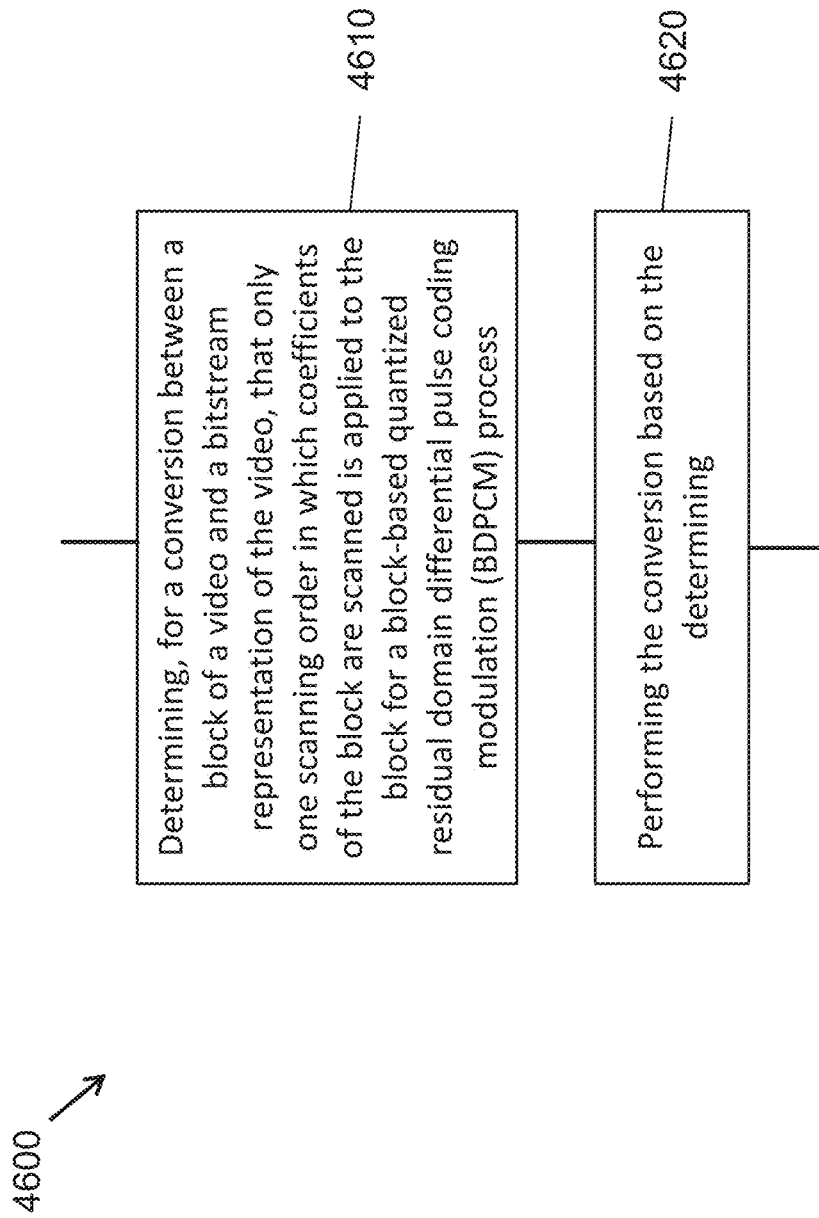 4600
Determining, for a conversion between a
block of a video and a bitstream
representation of the video, that only
one scanning order in which coefficients
of the block are scanned is applied to the
block for a block-based quantized
residual domain differential pulse coding
modulation (BDPCM) process
4610
Performing the conversion based on the
determining
4620